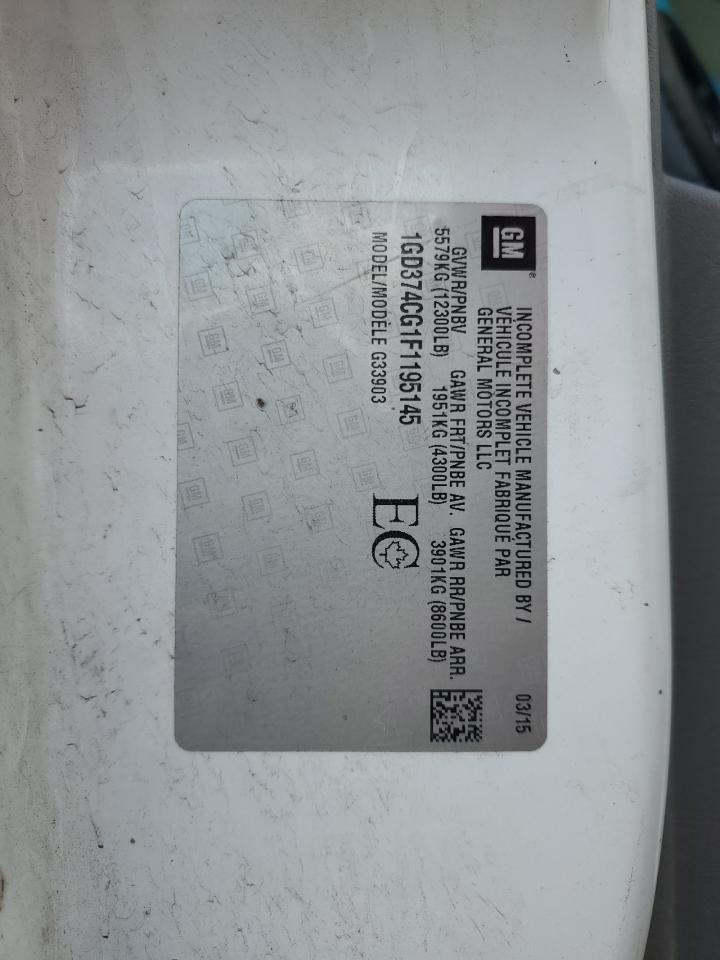 GM®
INCOMPLETE VEHICLE MANUFACTURED BY / 03/15
VÉHICULE INCOMPLET FABRIQUÉ PAR
GENERAL MOTORS LLC
GVWR/PNBV GAWR FRT/PNBE AV. GAWR RR/PNBE ARR.
5579KG (12300LB) 1951KG (4300LB) 3901KG (8600LB)
1GD374CG1F1195145 EC
MODEL/MODÈLE G33903